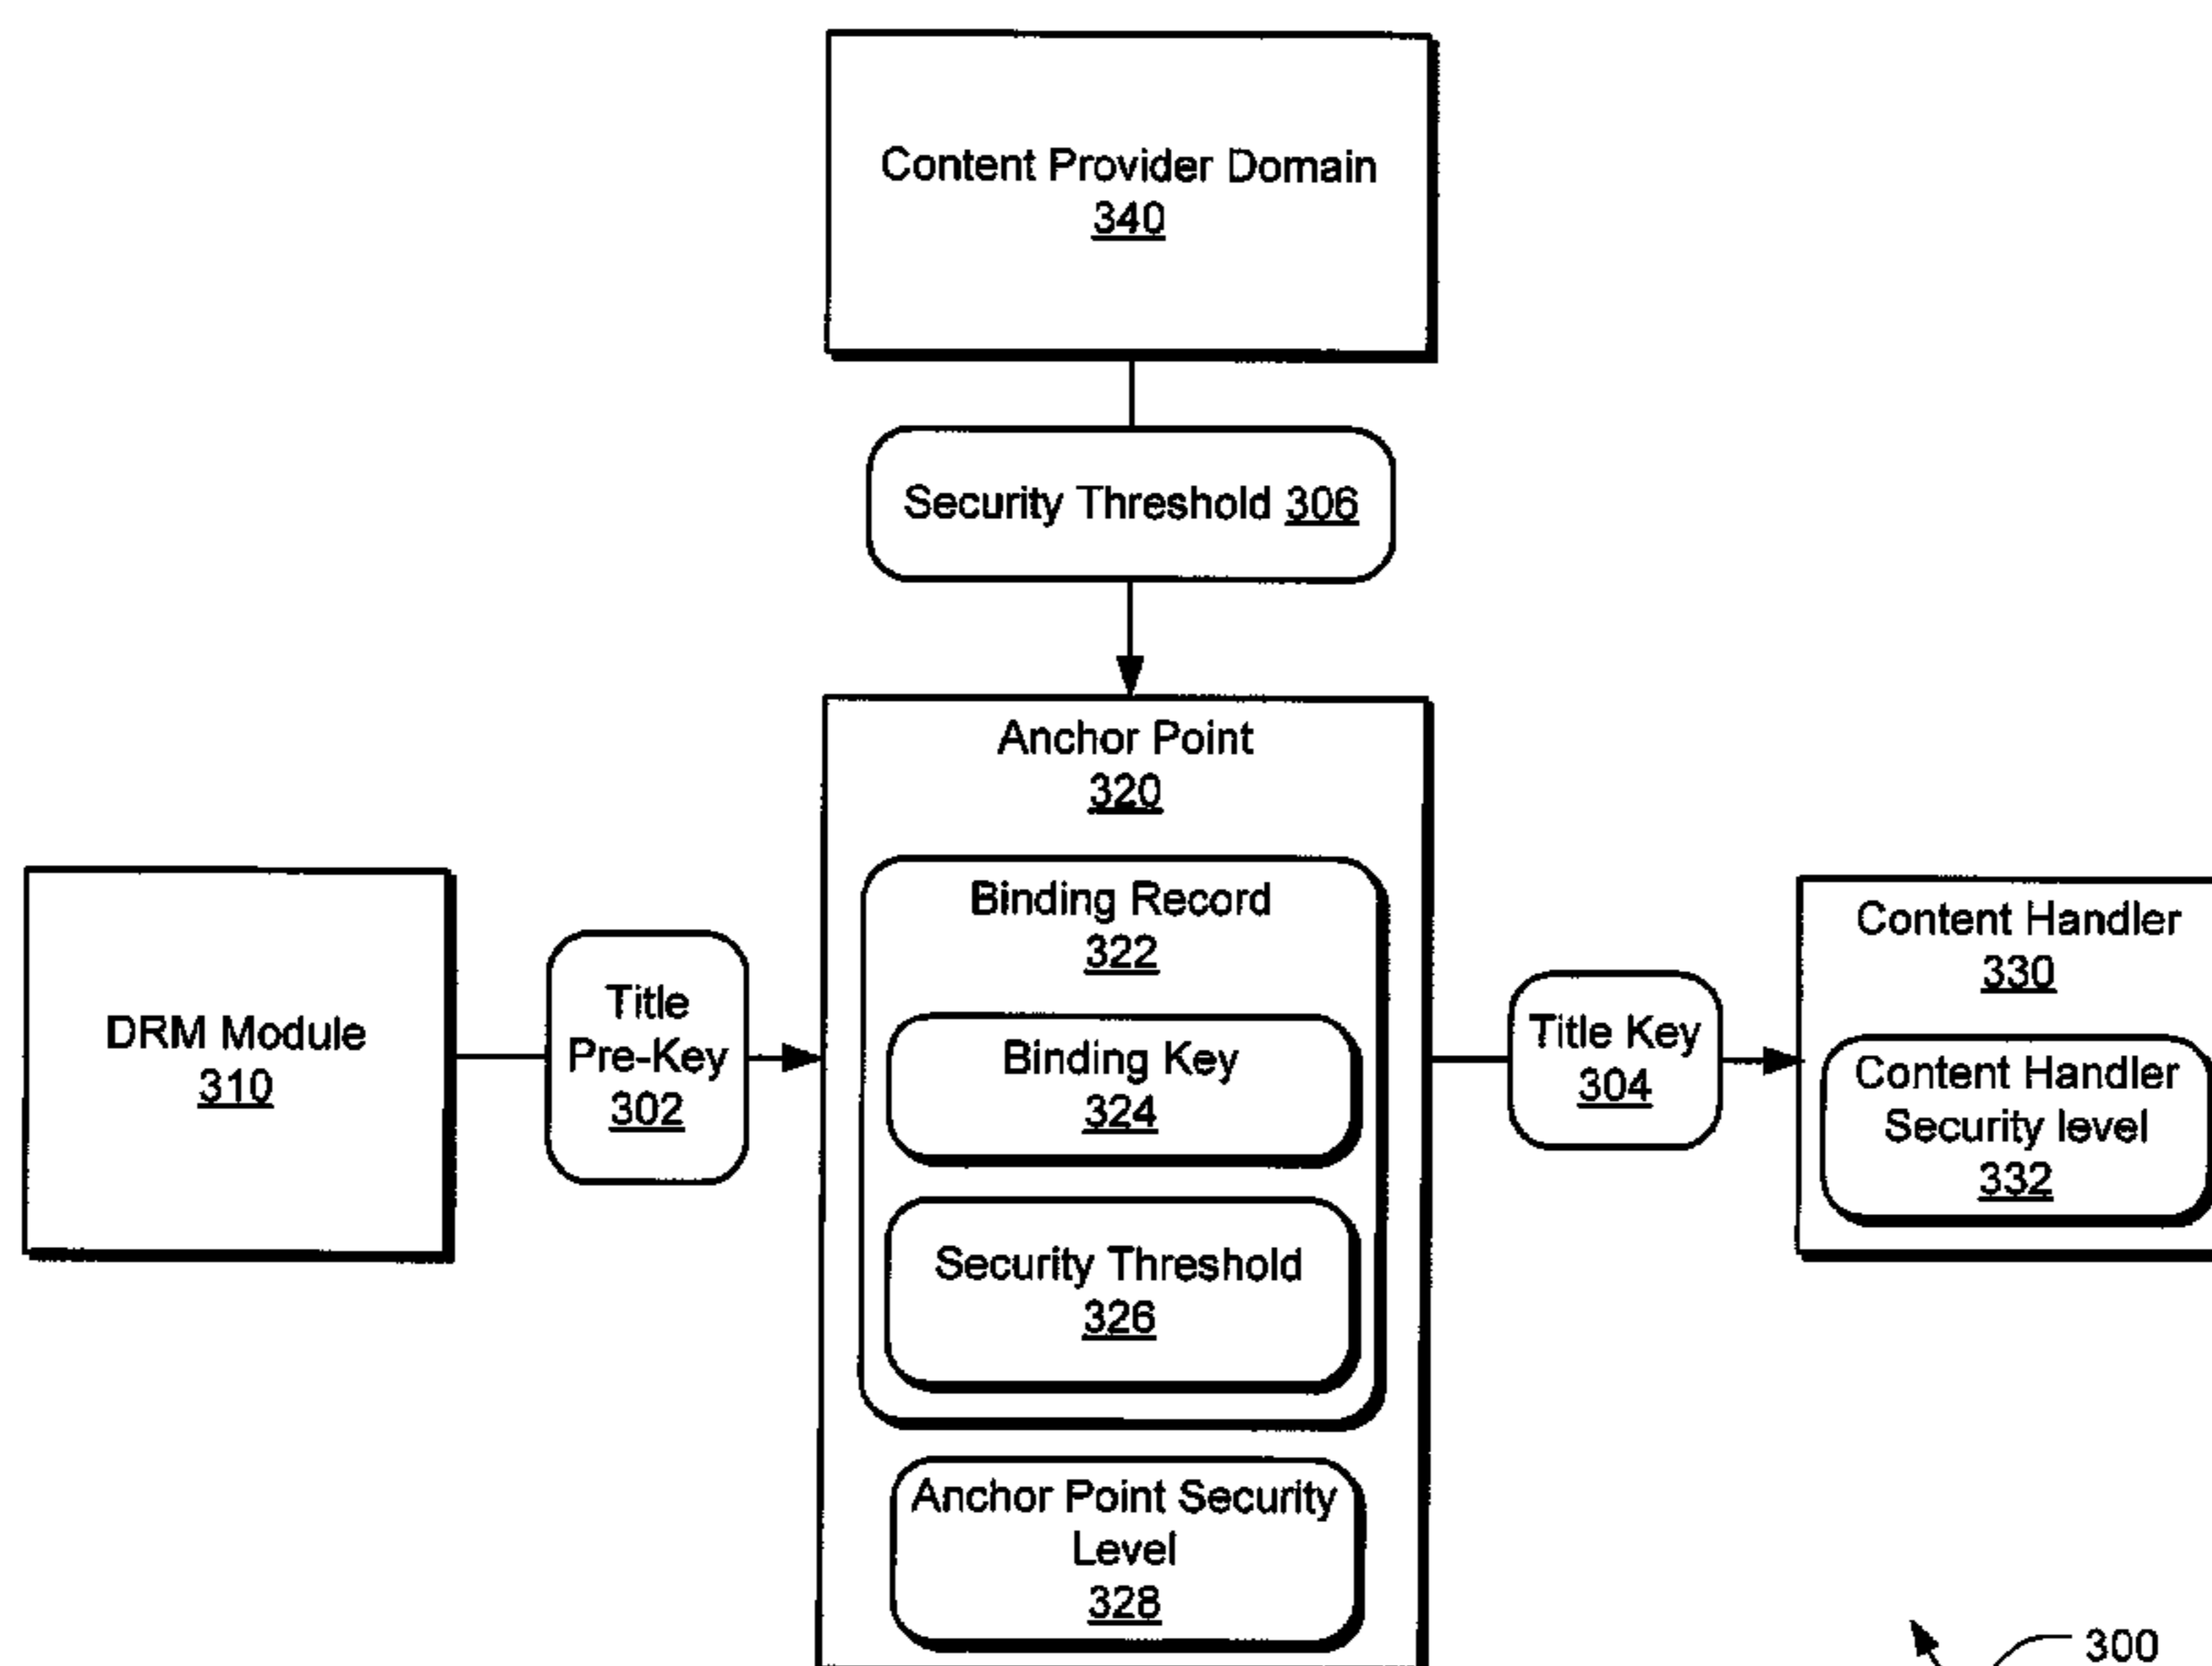 Content Provider Domain
340
Security Threshold 306
Anchor Point
320
Binding Record
322
Binding Key
324
Security Threshold
326
Anchor Point Security
Level
328
DRM Module
310
Title
Pre-Key
302
Title Key
304
Content Handler
330
Content Handler
Security level
332
300